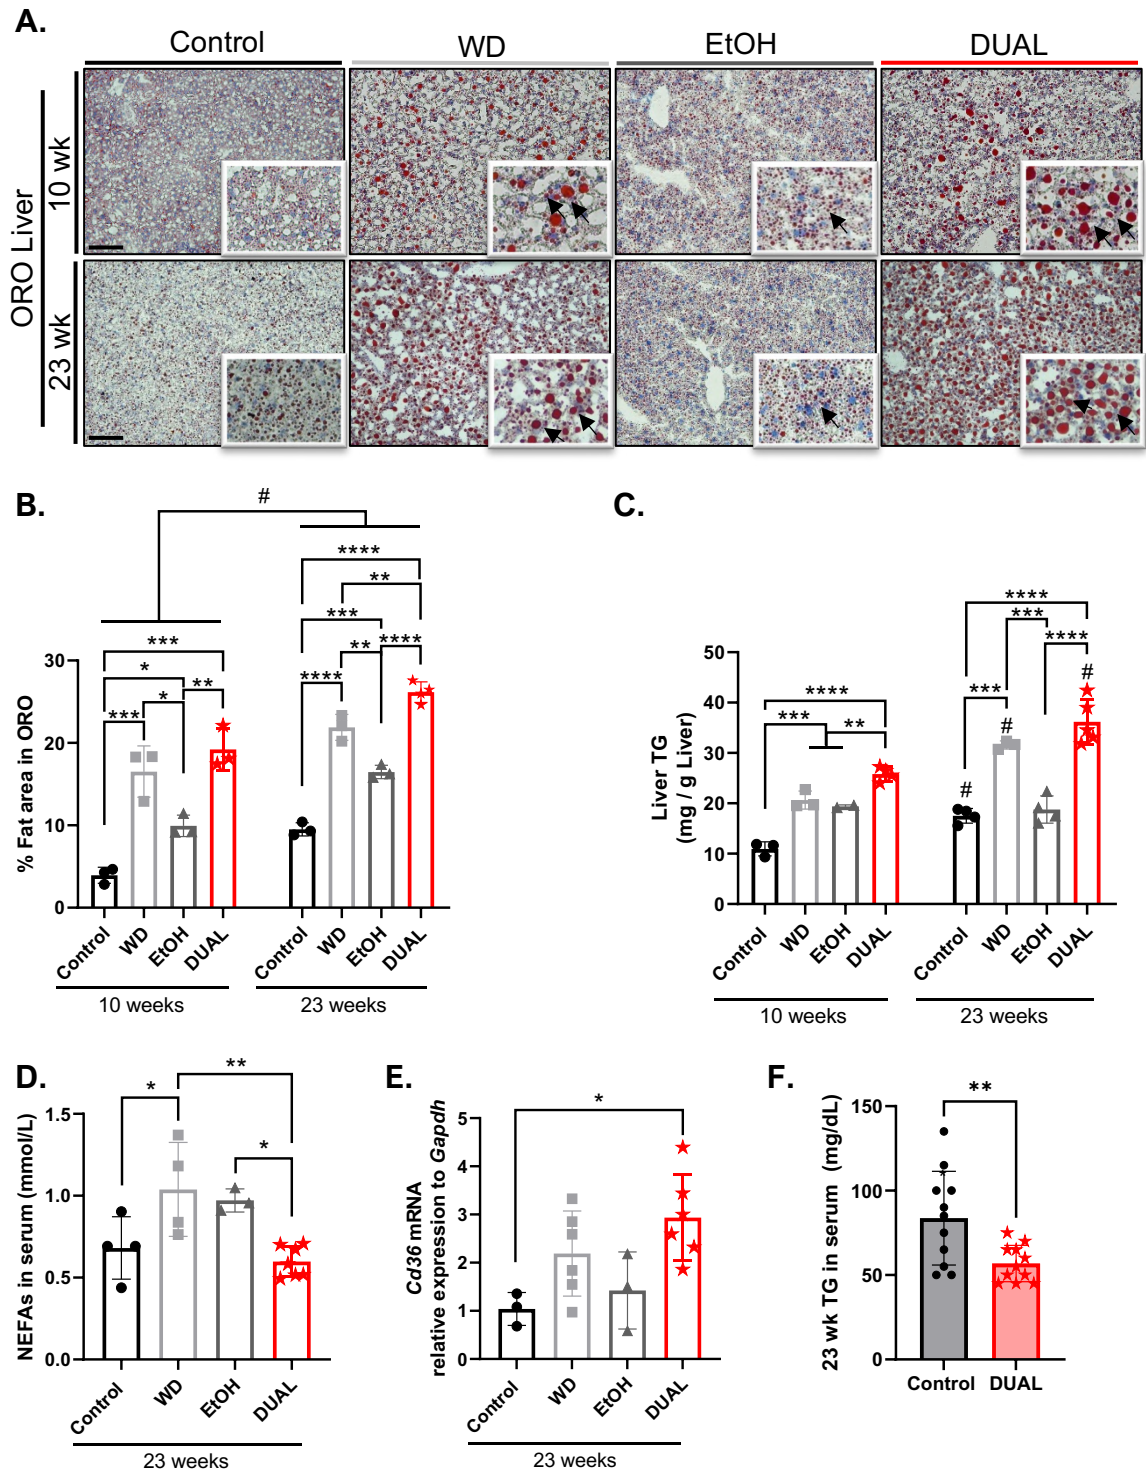 A.
Control
WD
EtOH
DUAL
ORO Liver
10 wk
23 wk
B.
#
****
**
***
**
****
****
***
*
*
**
***
% Fat area in ORO
30
20
10
0
Control
WD
EtOH
DUAL
Control
WD
EtOH
DUAL
10 weeks
23 weeks
C.
****
***
****
***
#
#
#
****
***
**
Liver TG
(mg / g Liver)
50
40
30
20
10
0
Control
WD
EtOH
DUAL
Control
WD
EtOH
DUAL
10 weeks
23 weeks
D.
**
*
*
NEFAs in serum (mmol/L)
1.5
1.0
0.5
0.0
Control
WD
EtOH
DUAL
23 weeks
E.
*
Cd36 mRNA
relative expression to Gapdh
5
4
3
2
1
0
Control
WD
EtOH
DUAL
23 weeks
F.
**
23 wk TG in serum (mg/dL)
150
100
50
0
Control
DUAL